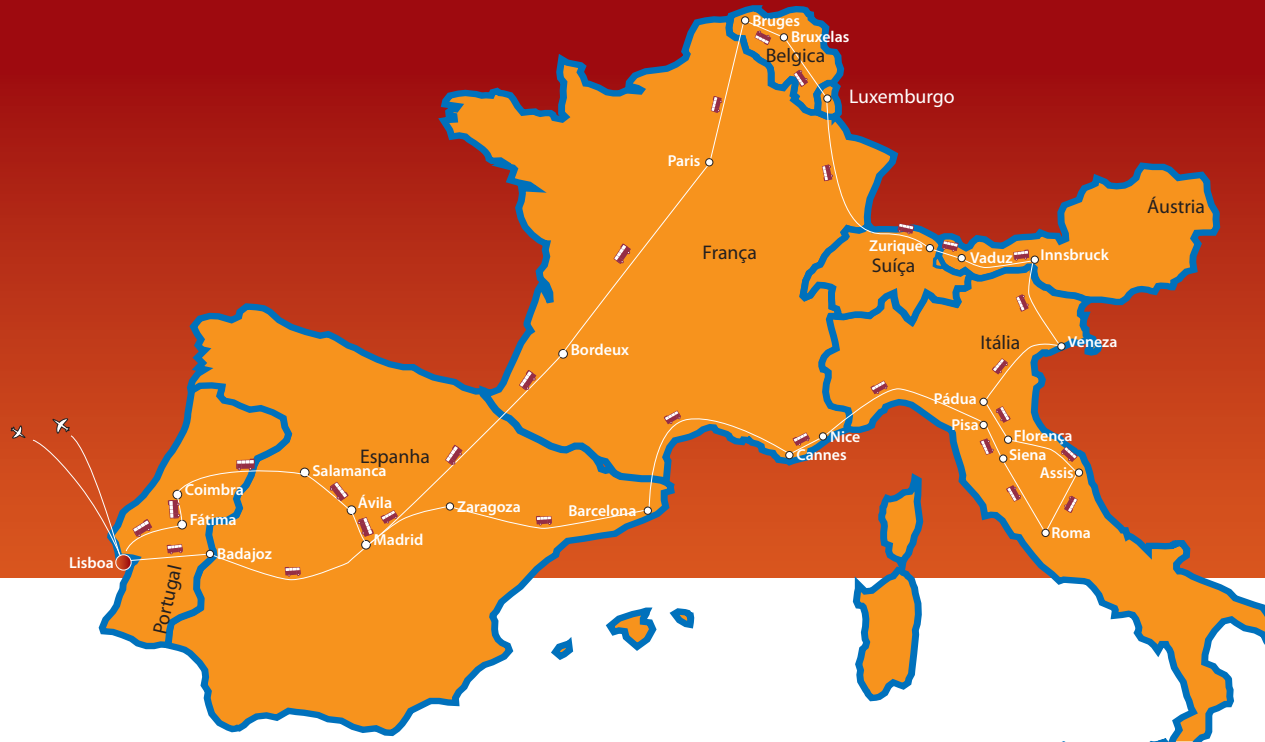 Bruges
Bruxelas
Belgica
Luxemburgo
Paris
Áustria
França
Zurique
Suíça
Vaduz
Innsbruck
Itália
Veneza
Bordeux
Pádua
Pisa
Florença
Nice
Cannes
Siena
Assis
Espanha
Salamanca
Coimbra
Ávila
Zaragoza
Barcelona
Fátima
Madrid
Roma
Badajoz
Lisboa
Portugal